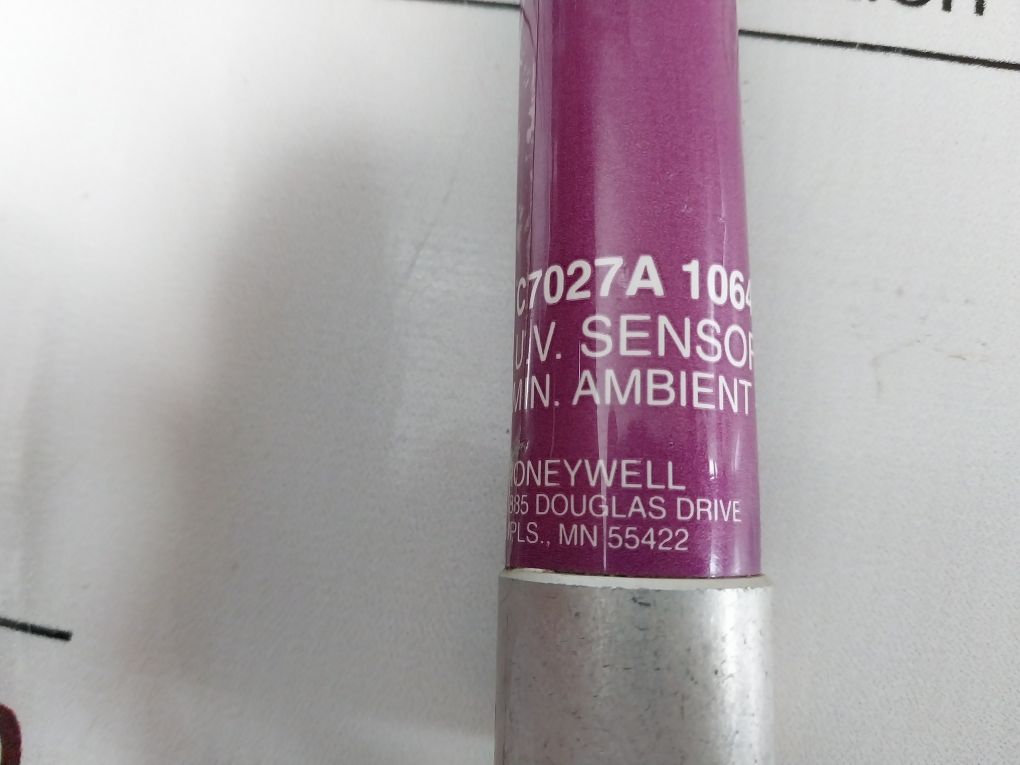 C7027A 1064
U.V. SENSOR
MIN. AMBIENT
HONEYWELL
885 DOUGLAS DRIVE
MPLS., MN 55422